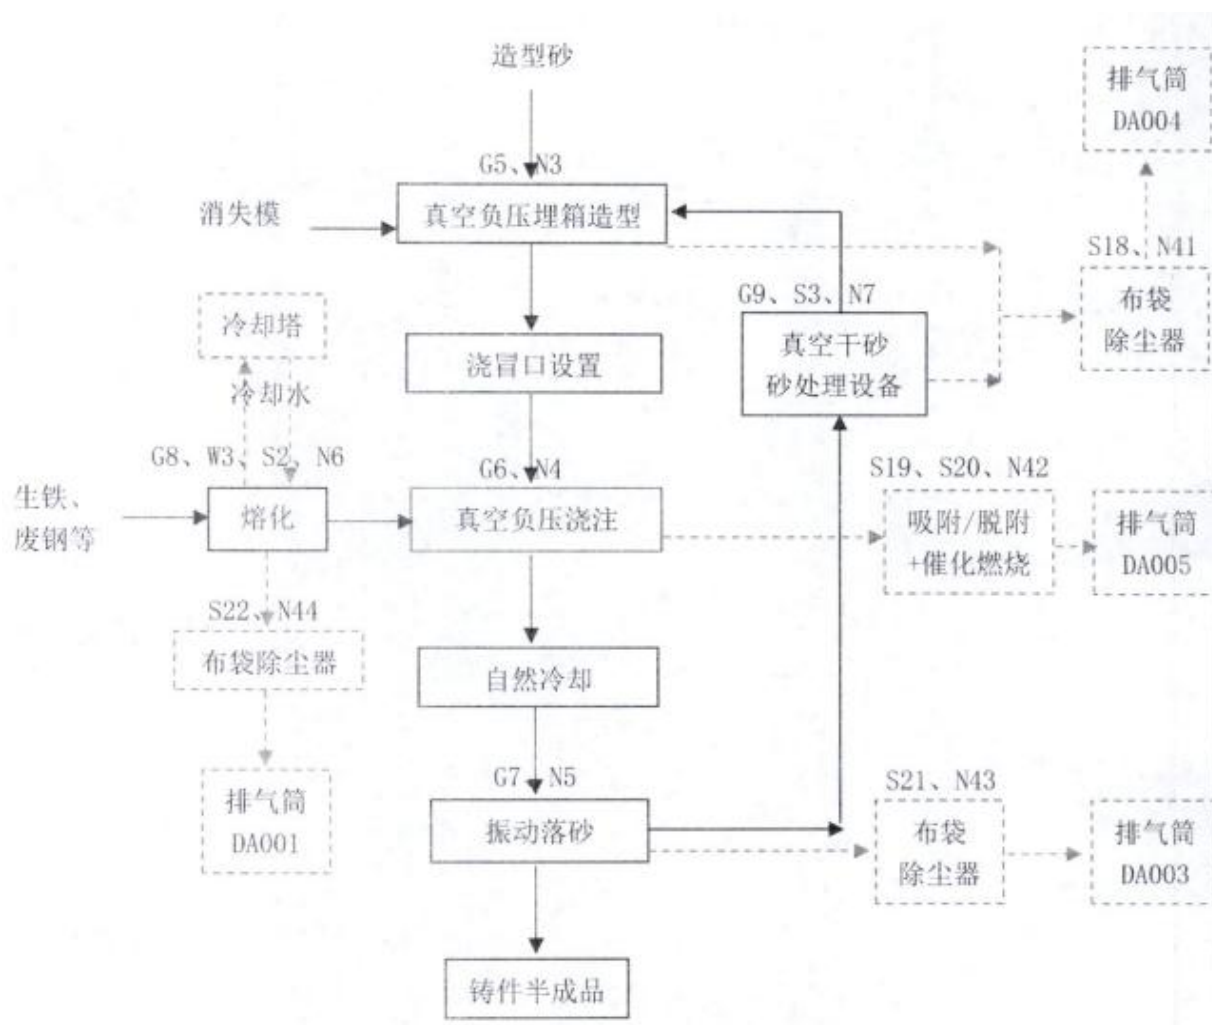 造型砂
排气筒
DA004
G5、N3
消失模
真空负压埋箱造型
S18、N41
布袋
除尘器
G9、S3、N7
真空干砂
砂处理设备
冷却塔
冷却水
浇冒口设置
G8、W3、S2、N6
生铁、
废钢等
熔化
G6、N4
真空负压浇注
S19、S20、N42
吸附/脱附
+催化燃烧
排气筒
DA005
S22、N44
布袋除尘器
自然冷却
排气筒
DA001
G7、N5
振动落砂
S21、N43
布袋
除尘器
排气筒
DA003
铸件半成品